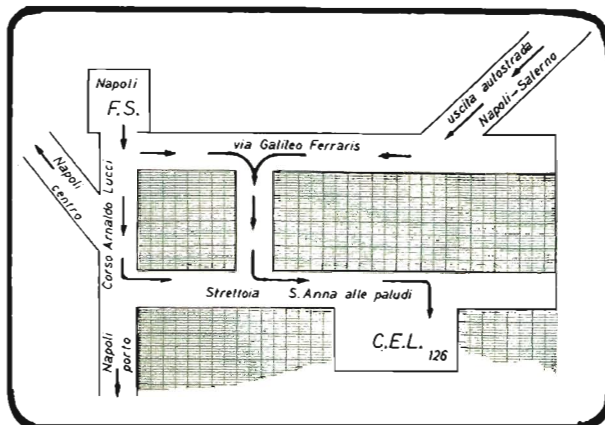 Napoli
F.S.
uscita autostrada
Napoli-Salerno
via Galileo Ferraris
Napoli
centro
Corso Arnaldo Lucci
Strettoia S. Anna alle paludi
C.E.L. 126
Napoli
porto